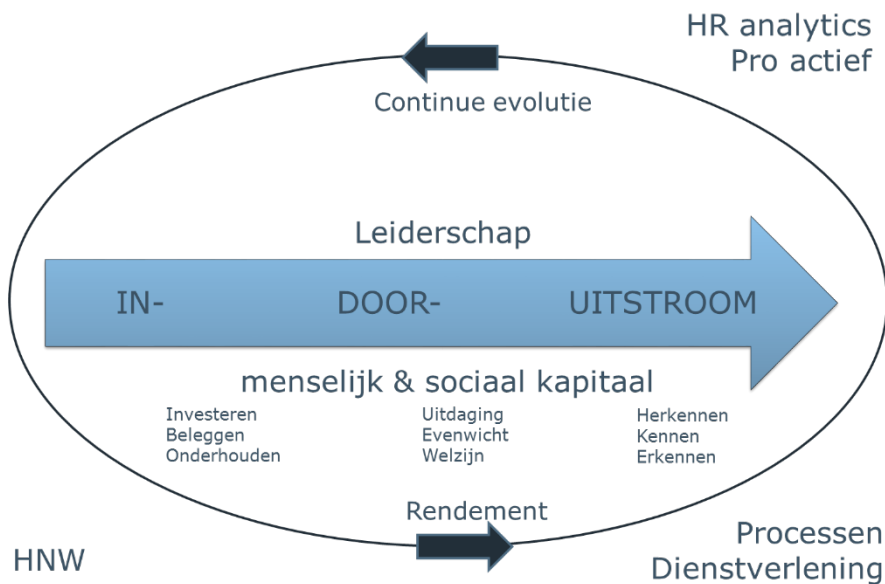 HR analytics
Pro actief
Continue evolutie
Leiderschap
IN- DOOR- UITSTROOM
menselijk & sociaal kapitaal
Investeren
Beleggen
Onderhouden
Uitdaging
Evenwicht
Welzijn
Herkennen
Kennen
Erkennen
Rendement
HNW
Processen
Dienstverlening